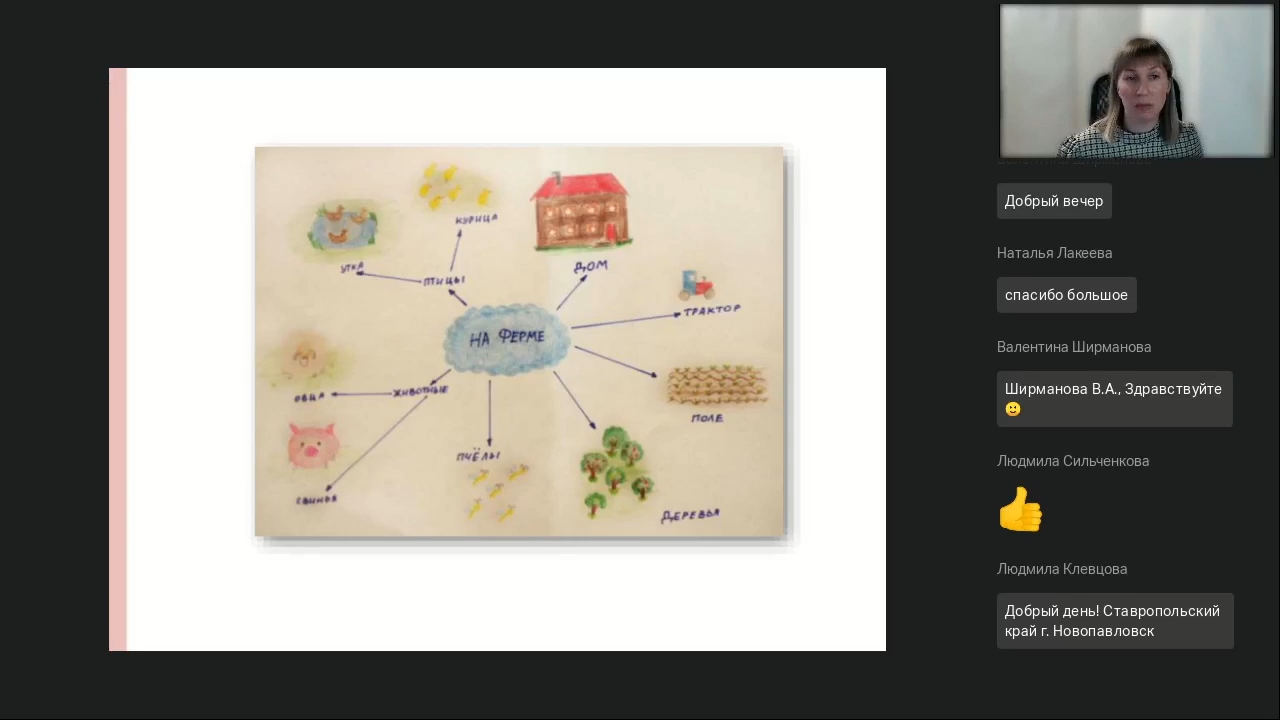 КУРИЦА
УТКА
ПТИЦЫ
ДОМ
ТРАКТОР
НА ФЕРМЕ
ОВЦА
ЖИВОТНЫЕ
ПОЛЕ
ПЧЁЛЫ
СВИНЬЯ
ДЕРЕВЬЯ
Добрый вечер
Наталья Лакеева
спасибо большое
Валентина Ширманова
Ширманова В.А., Здравствуйте
Людмила Сильченкова
Людмила Клевцова
Добрый день! Ставропольский
край г. Новопавловск